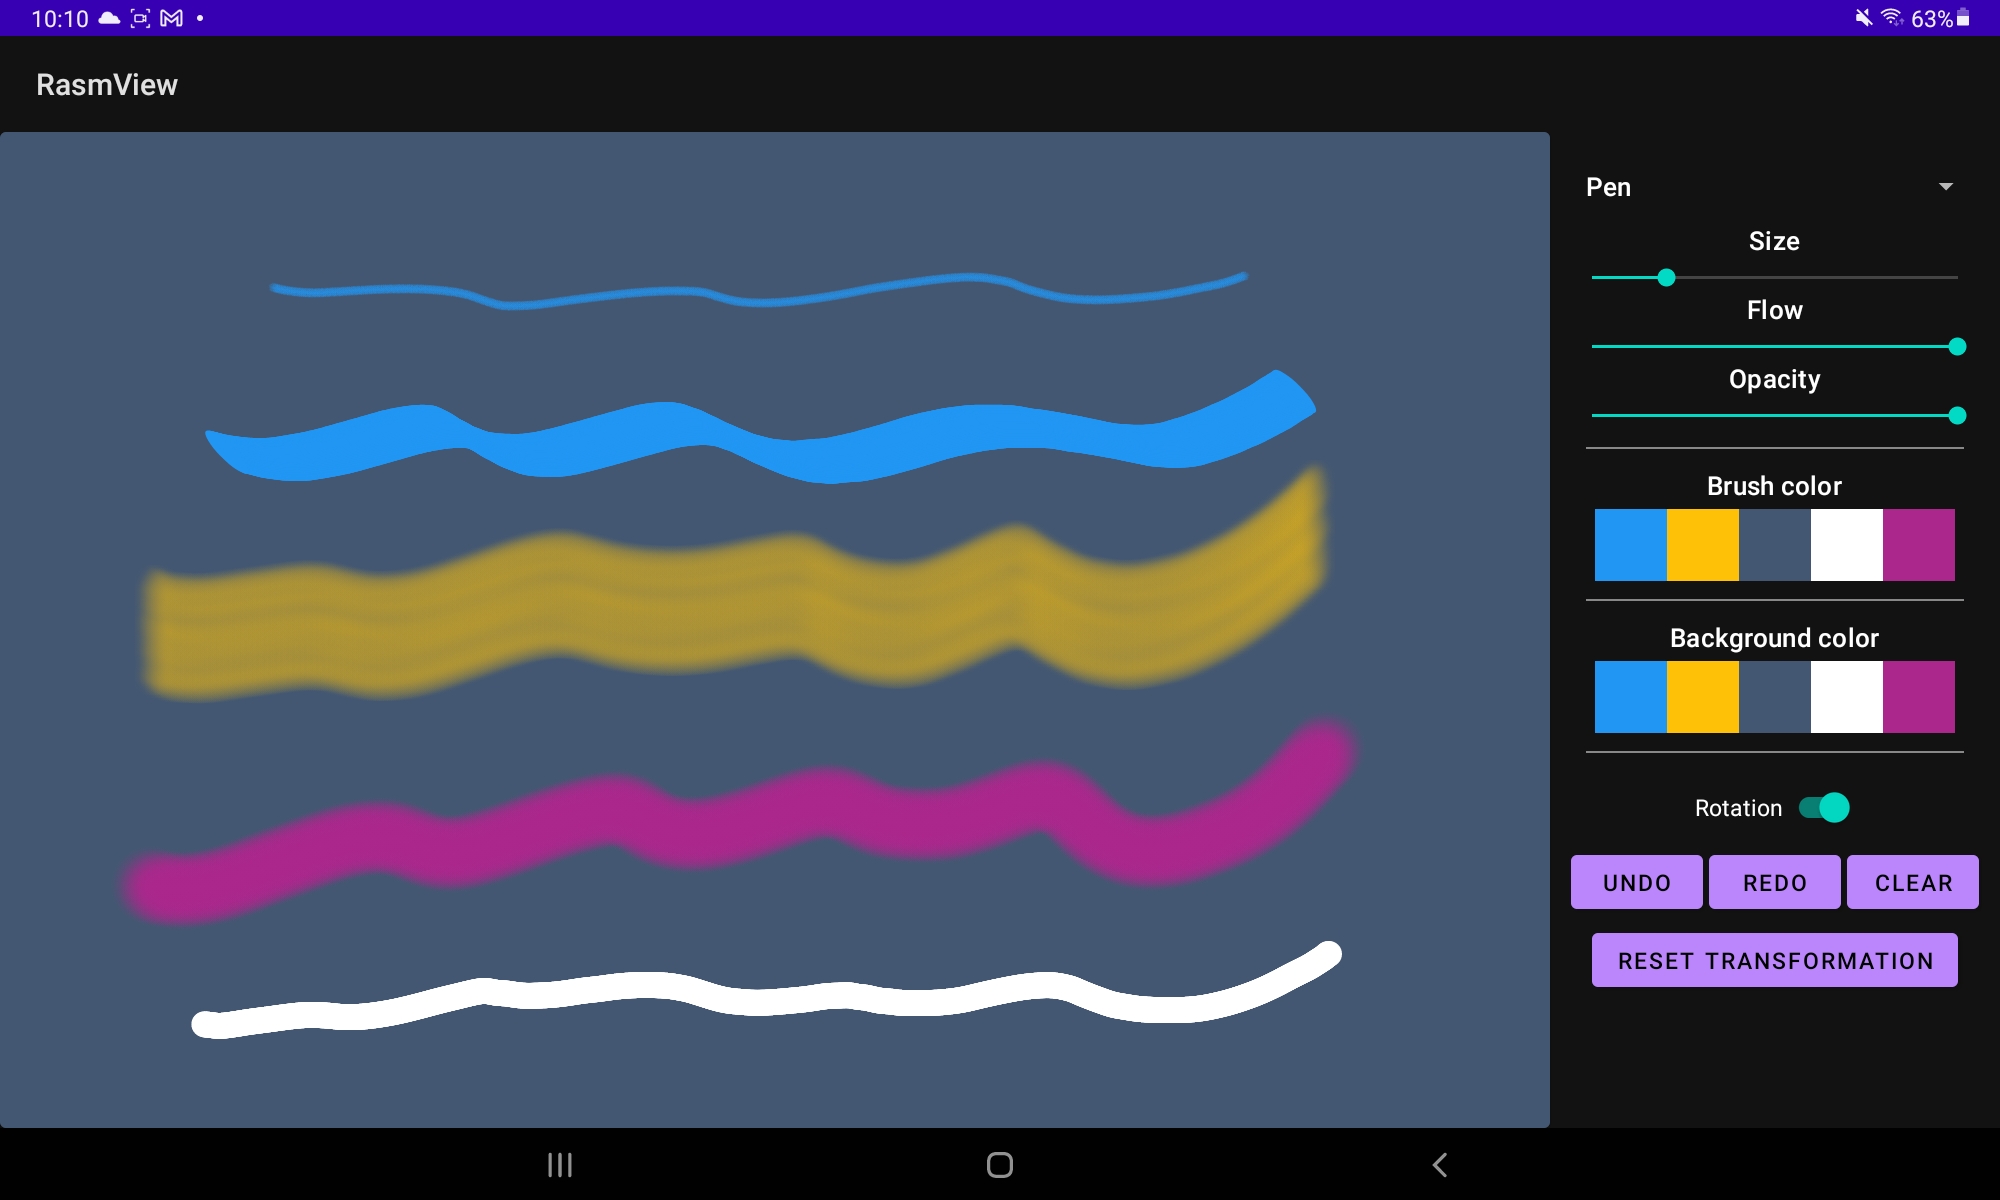 10:10
63%
RasmView
Pen
Size
Flow
Opacity
Brush color
Background color
Rotation
UNDO REDO CLEAR
RESET TRANSFORMATION